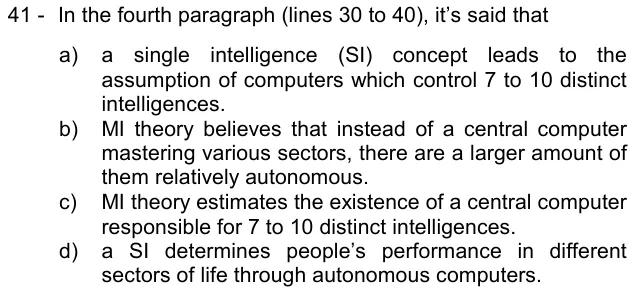 41 - In the fourth paragraph (lines 30 to 40), it's said that
a) a single intelligence (SI) concept leads to the
assumption of computers which control 7 to 10 distinct
intelligences.
b) MI theory believes that instead of a central computer
mastering various sectors, there are a larger amount of
them relatively autonomous.
c) MI theory estimates the existence of a central computer
responsible for 7 to 10 distinct intelligences.
d) a SI determines people's performance in different
sectors of life through autonomous computers.